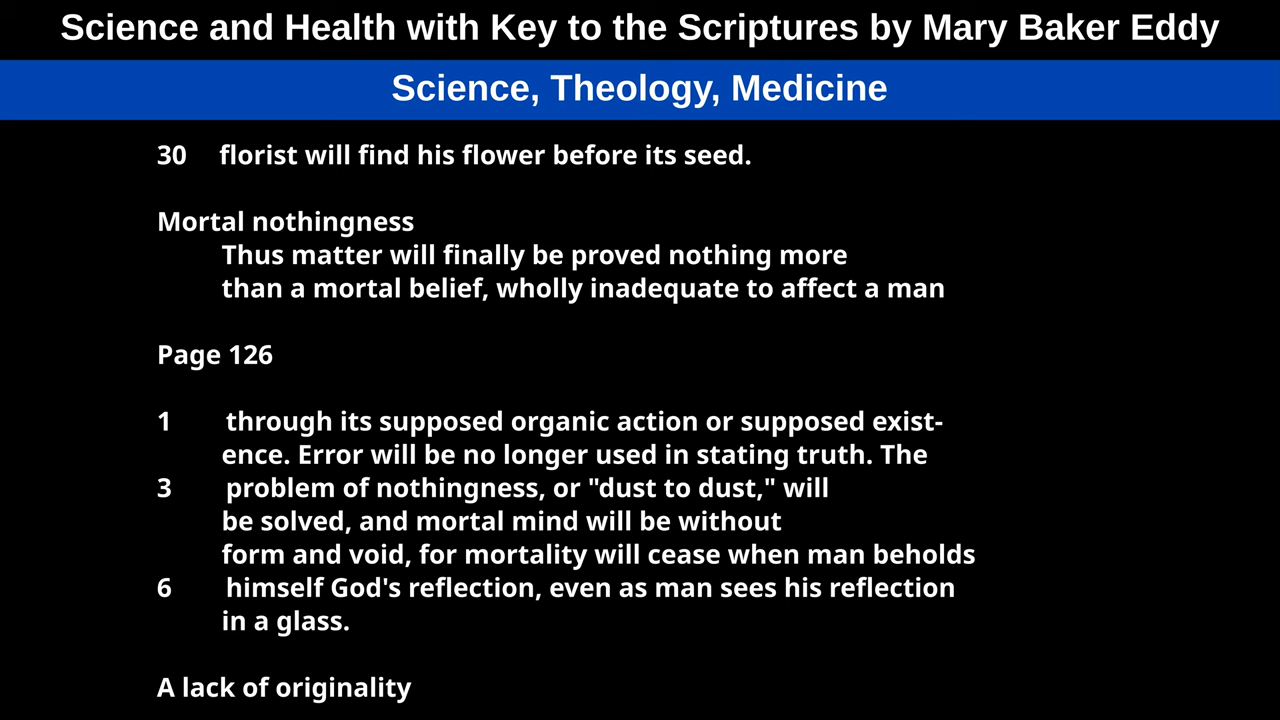 Science and Health with Key to the Scriptures by Mary Baker Eddy
Science, Theology, Medicine
30 florist will find his flower before its seed.
Mortal nothingness
Thus matter will finally be proved nothing more
than a mortal belief, wholly inadequate to affect a man
Page 126
1 through its supposed organic action or supposed exist-
ence. Error will be no longer used in stating truth. The
3 problem of nothingness, or "dust to dust," will
be solved, and mortal mind will be without
form and void, for mortality will cease when man beholds
6 himself God's reflection, even as man sees his reflection
in a glass.
A lack of originality